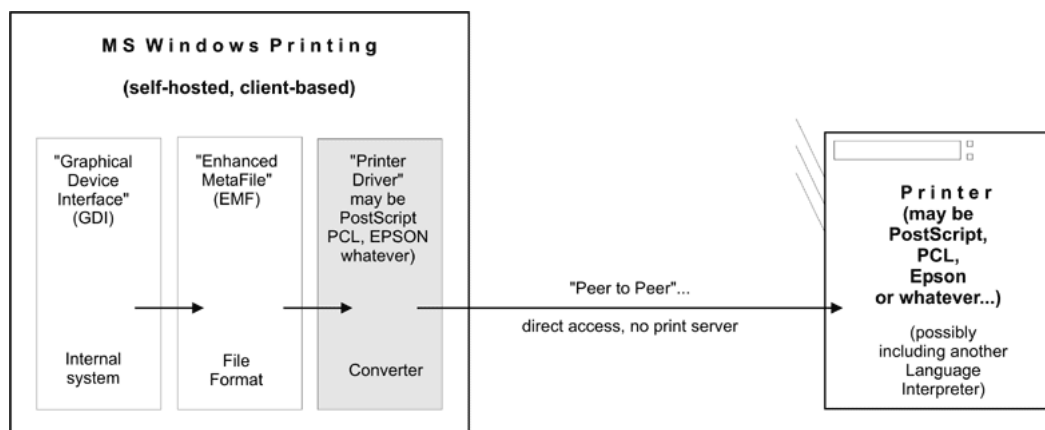 MS Windows Printing
(self-hosted, client-based)
"Graphical
Device
Interface"
(GDI)
Internal
system
"Enhanced
MetaFile"
(EMF)
File
Format
"Printer
Driver"
may be
PostScript
PCL, EPSON
whatever)
Converter
"Peer to Peer"...
direct access, no print server
Printer
(may be
PostScript,
PCL,
Epson
or whatever...)
(possibly
including another
Language
Interpreter)